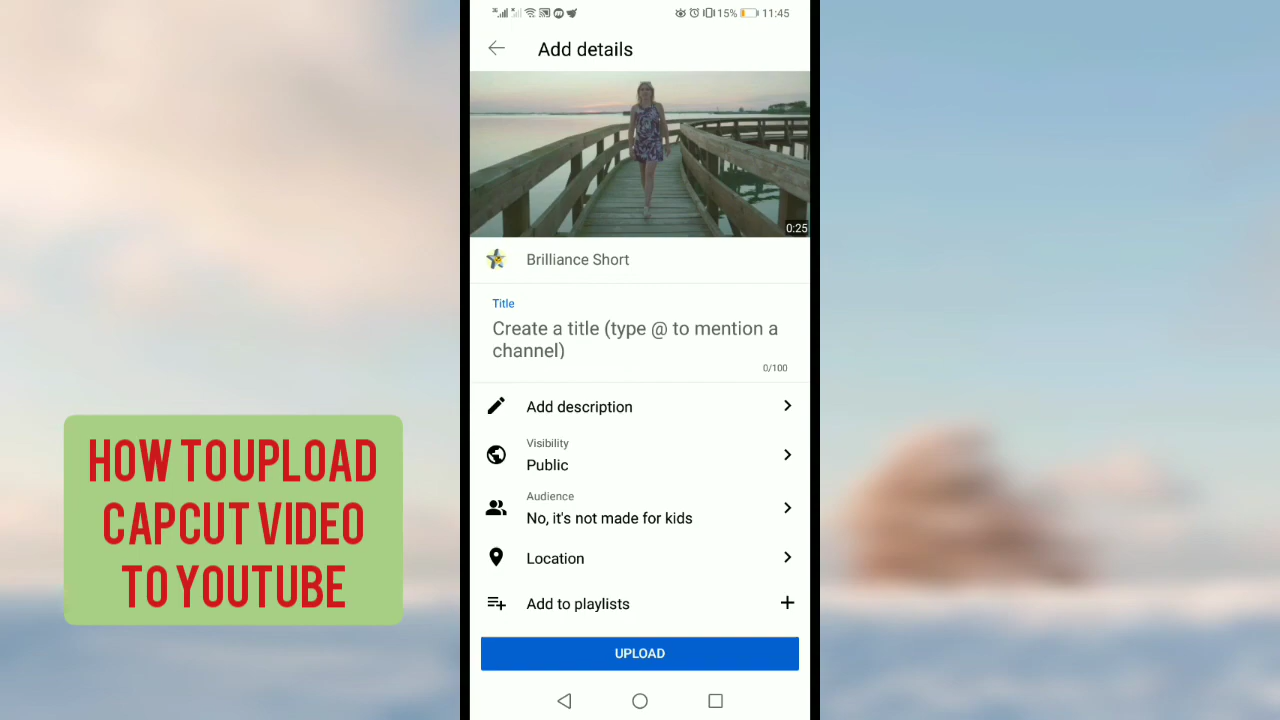 15% 11:45
Add details
0:25
Brilliance Short
Title
Create a title (type @ to mention a
channel)
0/100
Add description
Visibility
Public
Audience
No, it's not made for kids
Location
Add to playlists
UPLOAD
HOW TO UPLOAD
CAPCUT VIDEO
TO YOUTUBE